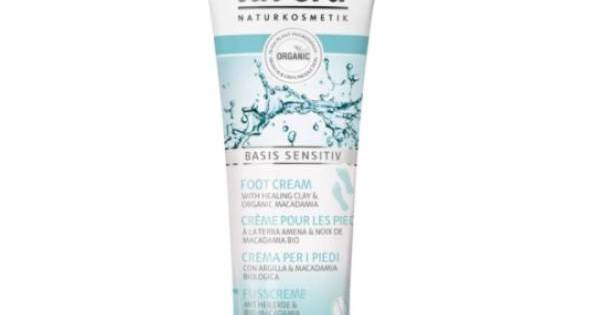 NATURKOSMETIK
ORGANIC
BASIS SENSITIV
FOOT CREAM
WITH HEALING CLAY &
ORGANIC MACADAMIA
CRÈME POUR LES PIED
À LA TERRA AMENA & NOIX DE
MACADAMIA BIO
CREMA PER I PIEDI
CON ARGILLA & MACADAMIA
BIOLOGICA
FUSSCREME